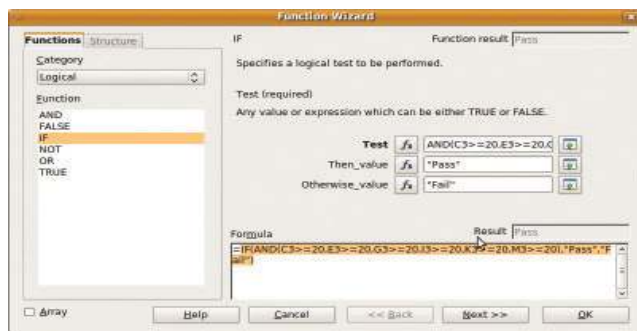 Function Wizard
Functions Structure
Category
Logical
Function
AND
FALSE
IF
NOT
OR
TRUE
IF Function result Pass
Specifies a logical test to be performed.
Test (required)
Any value or expression which can be either TRUE or FALSE.
Test fx AND(C3>=20,E3>=20,G
Then_value fx "Pass"
Otherwise_value fx "Fail"
Formula Result Pass
=IF(AND(C3>=20,E3>=20,G3>=20,I3>=20,K3>=20,M3>=20),"Pass","F
ail")
Array Help Cancel << Back Next >> OK